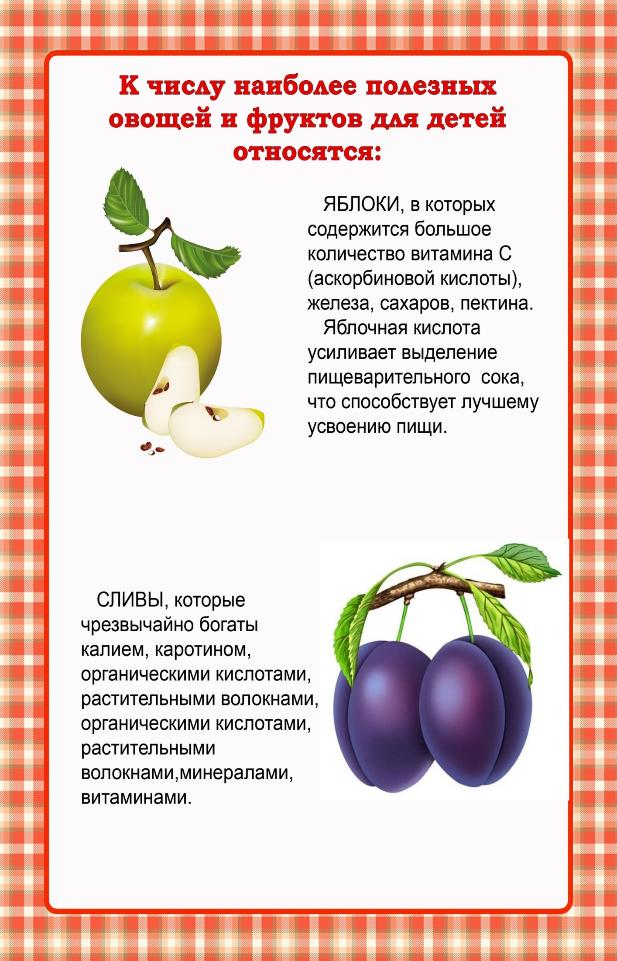 К числу наиболее полезных
овощей и фруктов для детей
относятся:
ЯБЛОКИ, в которых
содержится большое
количество витамина С
(аскорбиновой кислоты),
железа, сахаров, пектина.
Яблочная кислота
усиливает выделение
пищеварительного сока,
что способствует лучшему
усвоению пищи.
СЛИВЫ, которые
чрезвычайно богаты
калием, каротином,
органическими кислотами,
растительными волокнами,
органическими кислотами,
растительными
волокнами,минералами,
витаминами.